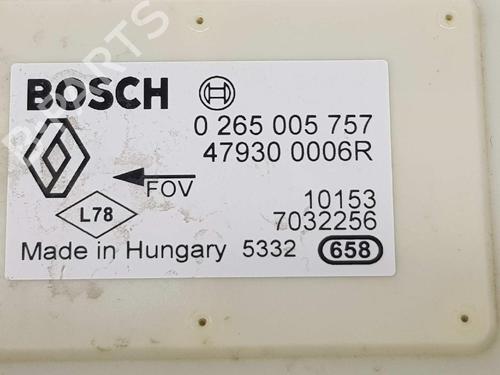 BOSCH
0 265 005 757
47930 0006R
FOV
10153
L78
7032256
Made in Hungary 5332 658